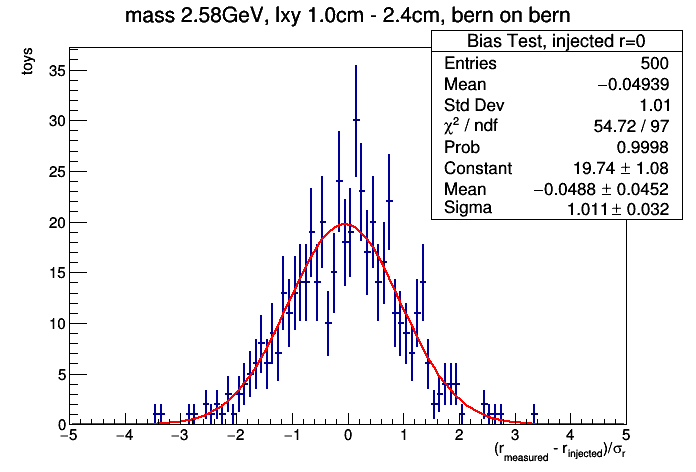 mass 2.58GeV, lxy 1.0cm - 2.4cm, bern on bern
Bias Test, injected r=0
Entries 500
Mean −0.04939
Std Dev 1.01
χ² / ndf 54.72 / 97
Prob 0.9998
Constant 19.74 ± 1.08
Mean −0.0488 ± 0.0452
Sigma 1.011 ± 0.032
toys
35
30
25
20
15
10
5
0
−5 −4 −3 −2 −1 0 1 2 3 4 5
(r_measured - r_injected)/σ_r